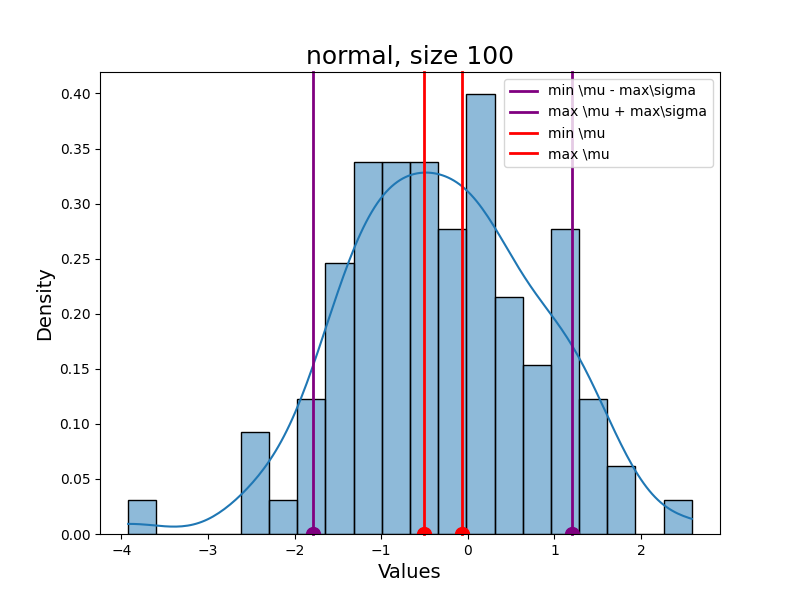 normal, size 100
min \mu - max\sigma
max \mu + max\sigma
min \mu
max \mu
0.40
0.35
0.30
0.25
0.20
0.15
0.10
0.05
0.00
Density
−4
−3
−2
−1
0
1
2
Values